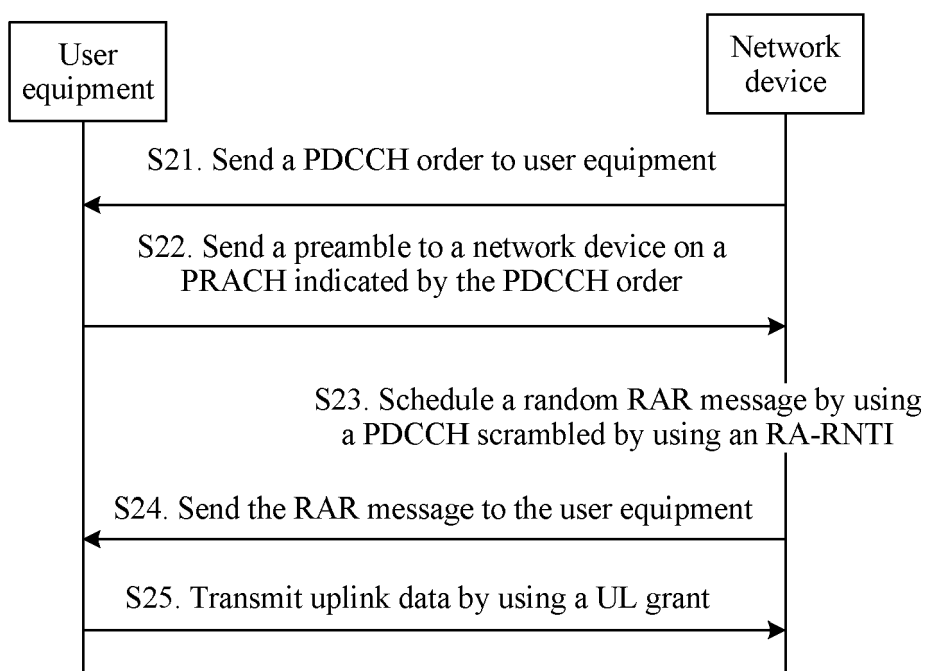 User
equipment
Network
device
S21. Send a PDCCH order to user equipment
S22. Send a preamble to a network device on a
PRACH indicated by the PDCCH order
S23. Schedule a random RAR message by using
a PDCCH scrambled by using an RA-RNTI
S24. Send the RAR message to the user equipment
S25. Transmit uplink data by using a UL grant